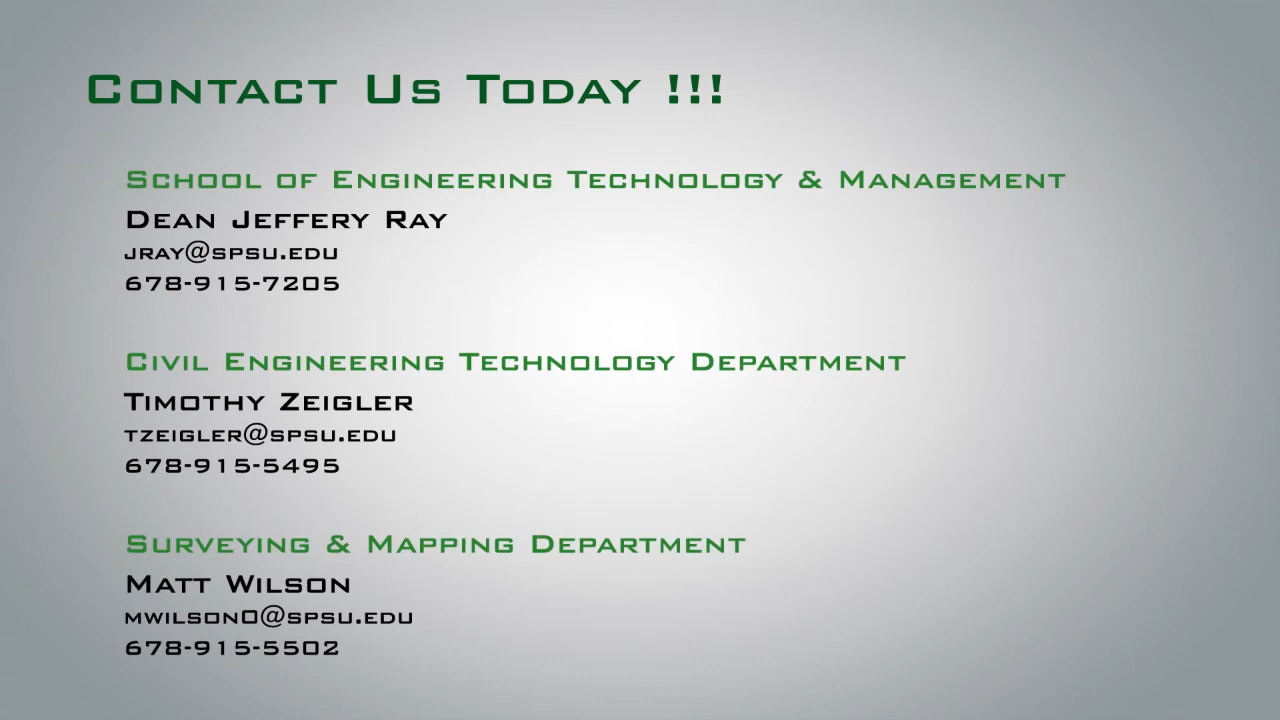 Contact Us Today !!!
School of Engineering Technology & Management
Dean Jeffery Ray
jray@spsu.edu
678-915-7205
Civil Engineering Technology Department
Timothy Zeigler
tzeigler@spsu.edu
678-915-5495
Surveying & Mapping Department
Matt Wilson
mwilson0@spsu.edu
678-915-5502